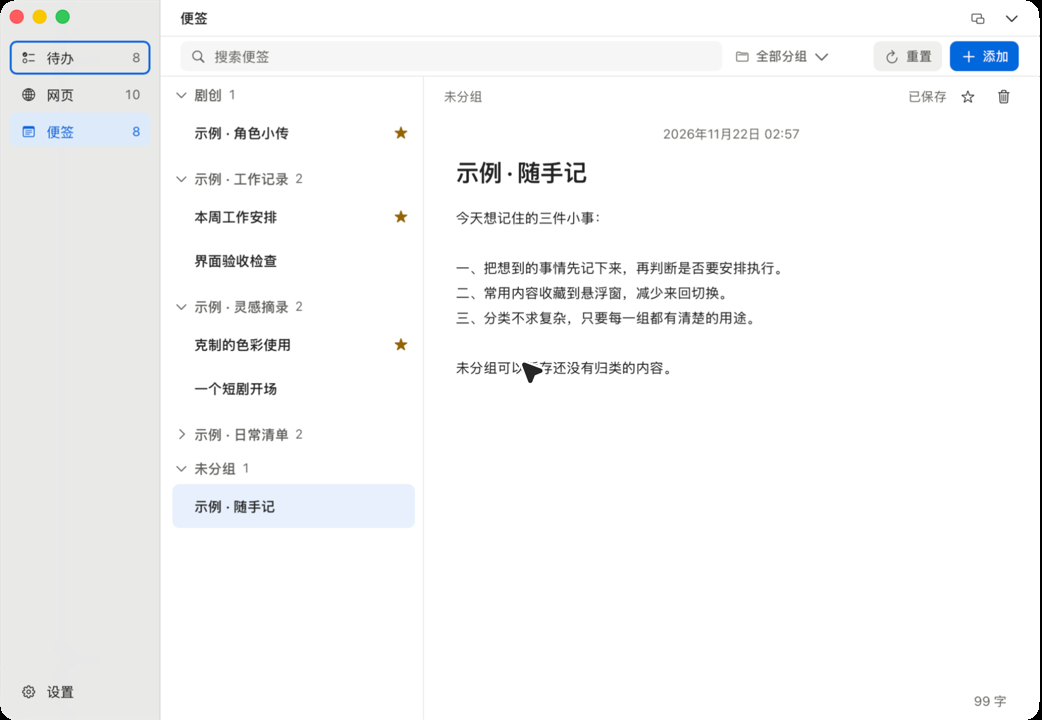 便签
待办 8
网页 10
便签 8
设置
搜索便签
全部分组
重置
添加
剧创 1
示例 · 角色小传
示例 · 工作记录 2
本周工作安排
界面验收检查
示例 · 灵感摘录 2
克制的色彩使用
一个短剧开场
示例 · 日常清单 2
未分组 1
示例 · 随手记
未分组
已保存
2026年11月22日 02:57
示例 · 随手记
今天想记住的三件小事：
一、把想到的事情先记下来，再判断是否要安排执行。
二、常用内容收藏到悬浮窗，减少来回切换。
三、分类不求复杂，只要每一组都有清楚的用途。
未分组可以存还没有归类的内容。
99 字